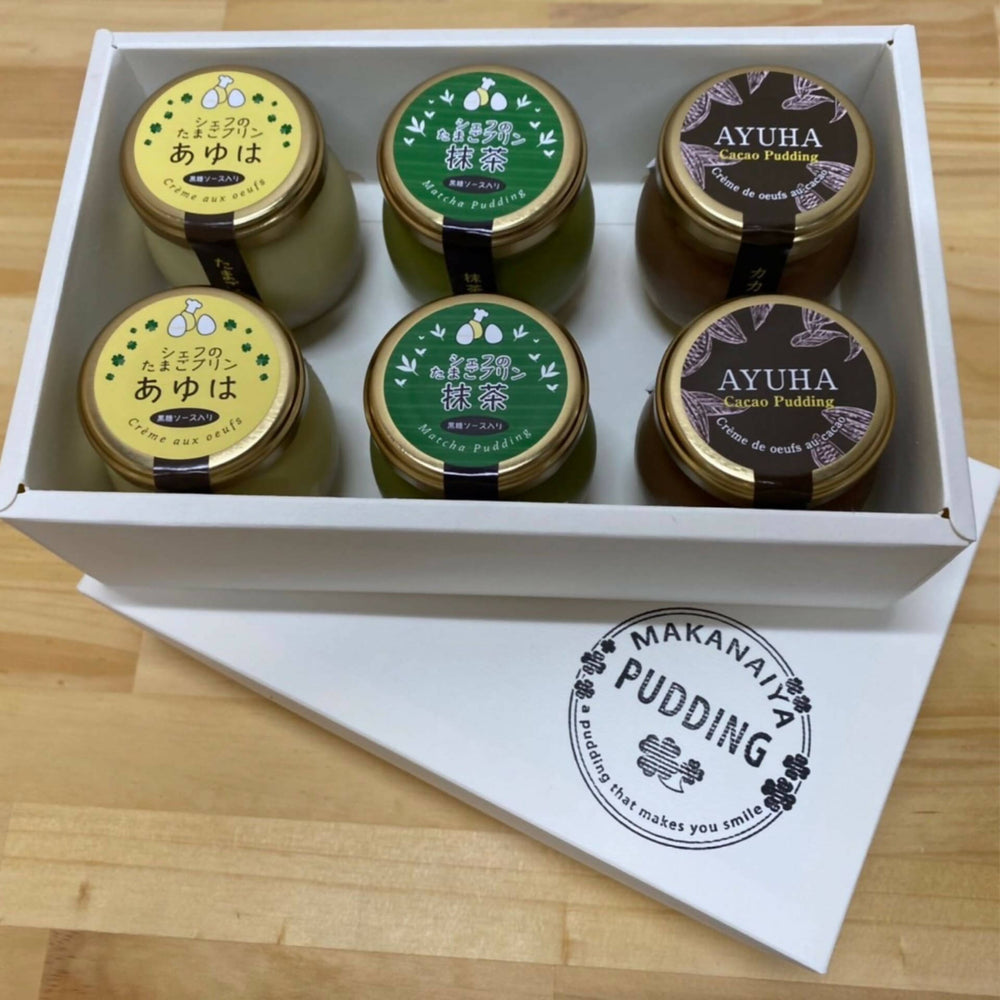 シェフの
たまごプリン
あゆは
黒糖ソース入り
Crème aux oeufs
シェフの
たまごプリン
抹茶
黒糖ソース入り
Matcha Pudding
抹茶
AYUHA
Cacao Pudding
Crème de oeufs au cacao
シェフの
たまごプリン
あゆは
黒糖ソース入り
Crème aux oeufs
シェフの
たまごプリン
抹茶
黒糖ソース入り
Matcha Pudding
AYUHA
Cacao Pudding
Crème de oeufs au cacao
MAKANAIYA
PUDDING
a pudding that makes you smile